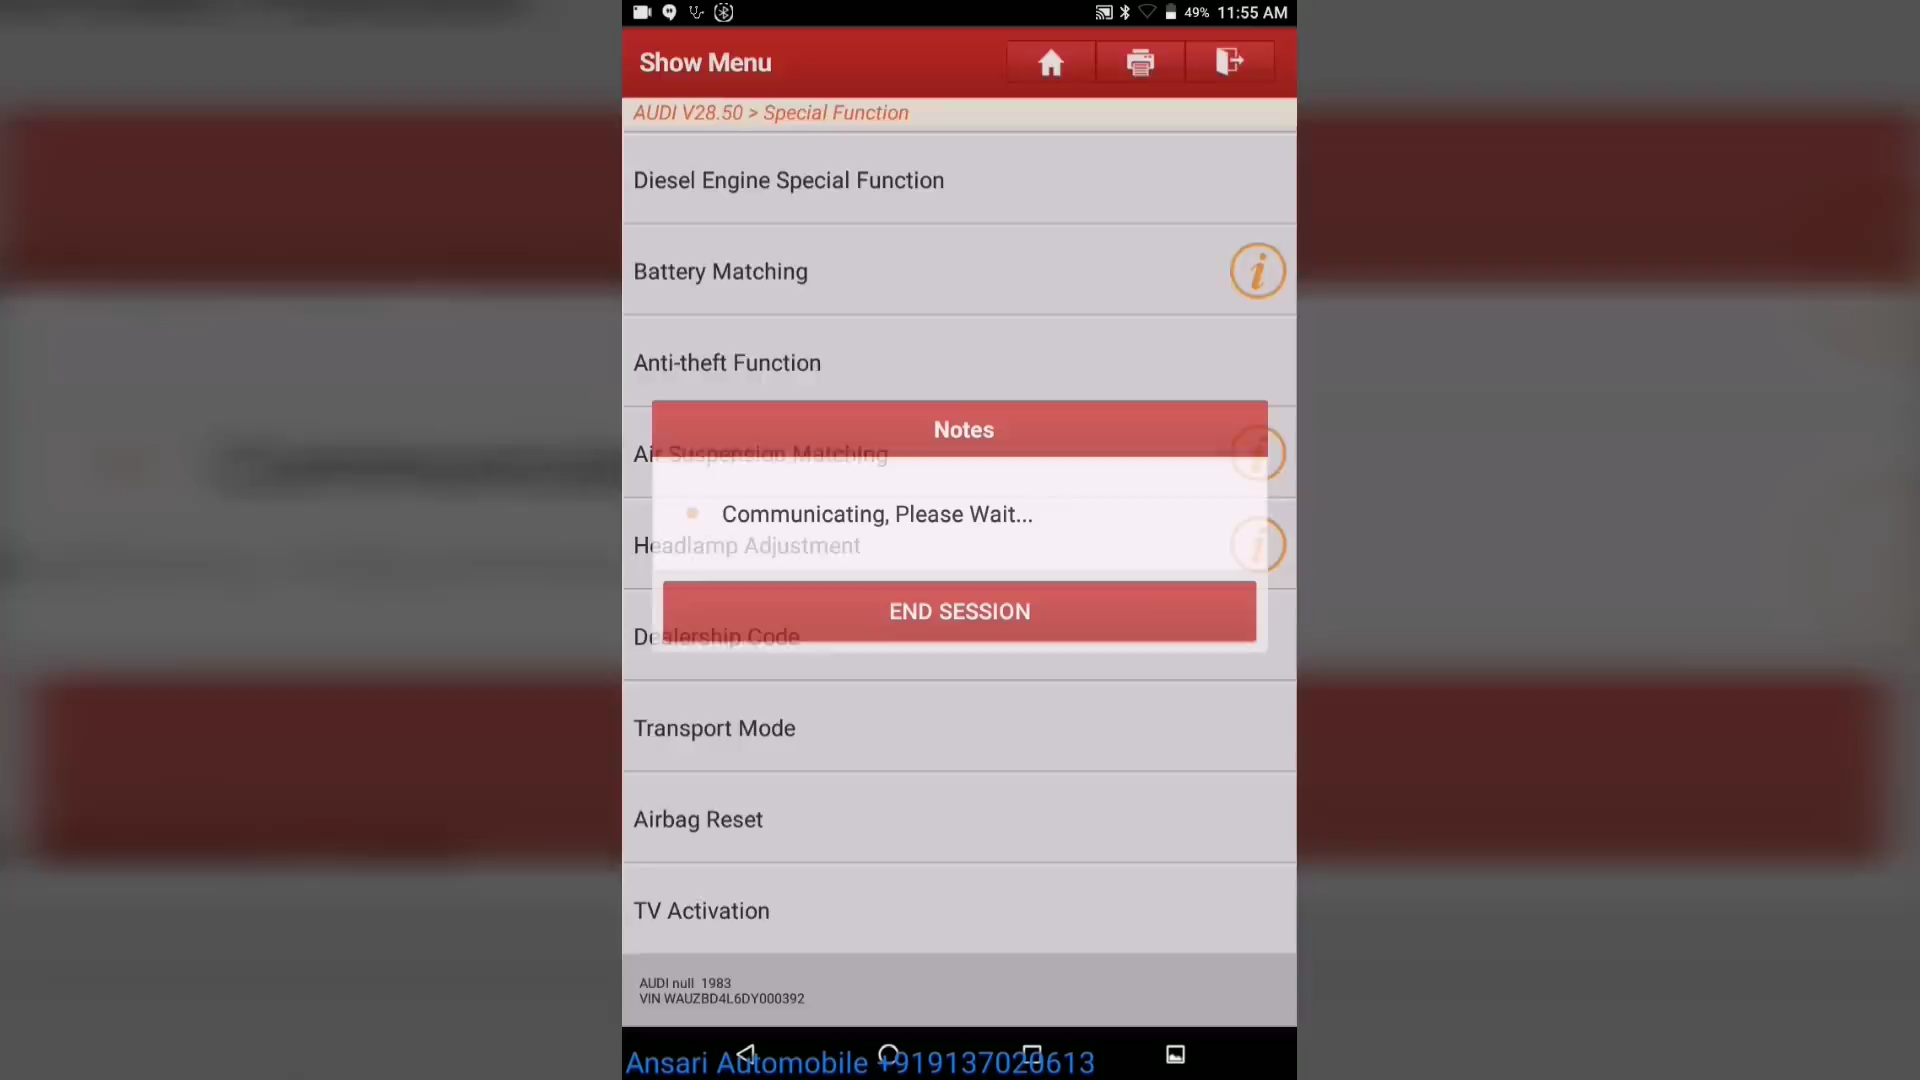 49% 11:55 AM
Show Menu
AUDI V28.50 > Special Function
Diesel Engine Special Function
Battery Matching
Anti-theft Function
Notes
Air Suspension Matching
Communicating, Please Wait...
Headlamp Adjustment
END SESSION
Dealership Code
Transport Mode
Airbag Reset
TV Activation
AUDI null 1983
VIN WAUZBD4L6DY000392
Ansari Automobile +919137020613